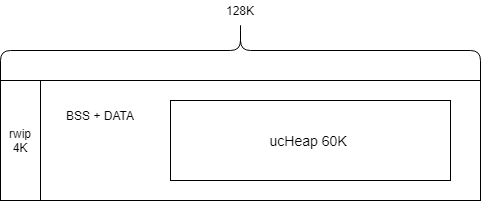 128K
BSS + DATA
ucHeap 60K
rwip
4K